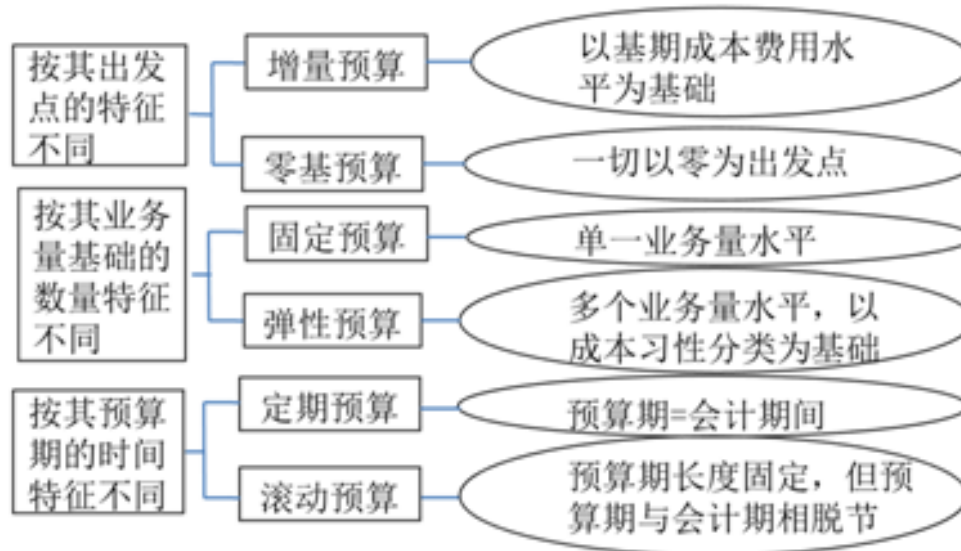 按其出发
点的特征
不同
增量预算
以基期成本费用水
平为基础
零基预算
一切以零为出发点
按其业务
量基础的
数量特征
不同
固定预算
单一业务量水平
弹性预算
多个业务量水平，以
成本习性分类为基础
按其预算
期的时间
特征不同
定期预算
预算期=会计期间
滚动预算
预算期长度固定，但预
算期与会计期相脱节